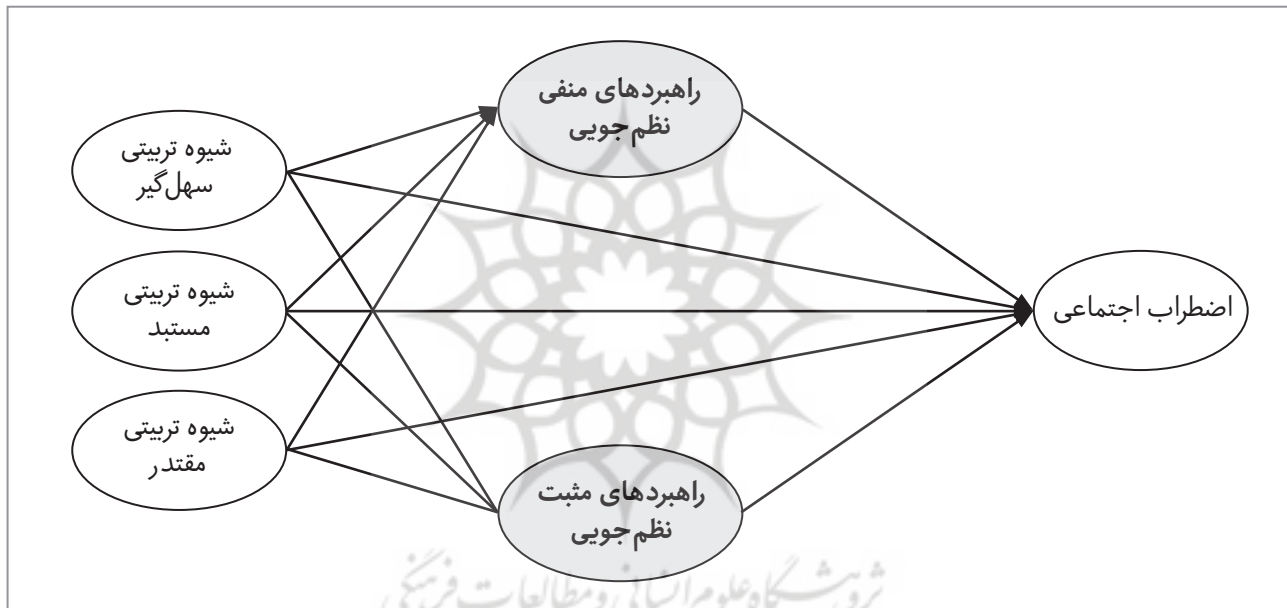 راهبردهای منفی
نظم‌جویی
شیوه تربیتی
سهل‌گیر
شیوه تربیتی
مستبد
اضطراب اجتماعی
شیوه تربیتی
مقتدر
راهبردهای مثبت
نظم‌جویی
پژوهشگاه علوم انسانی و مطالعات فرهنگی